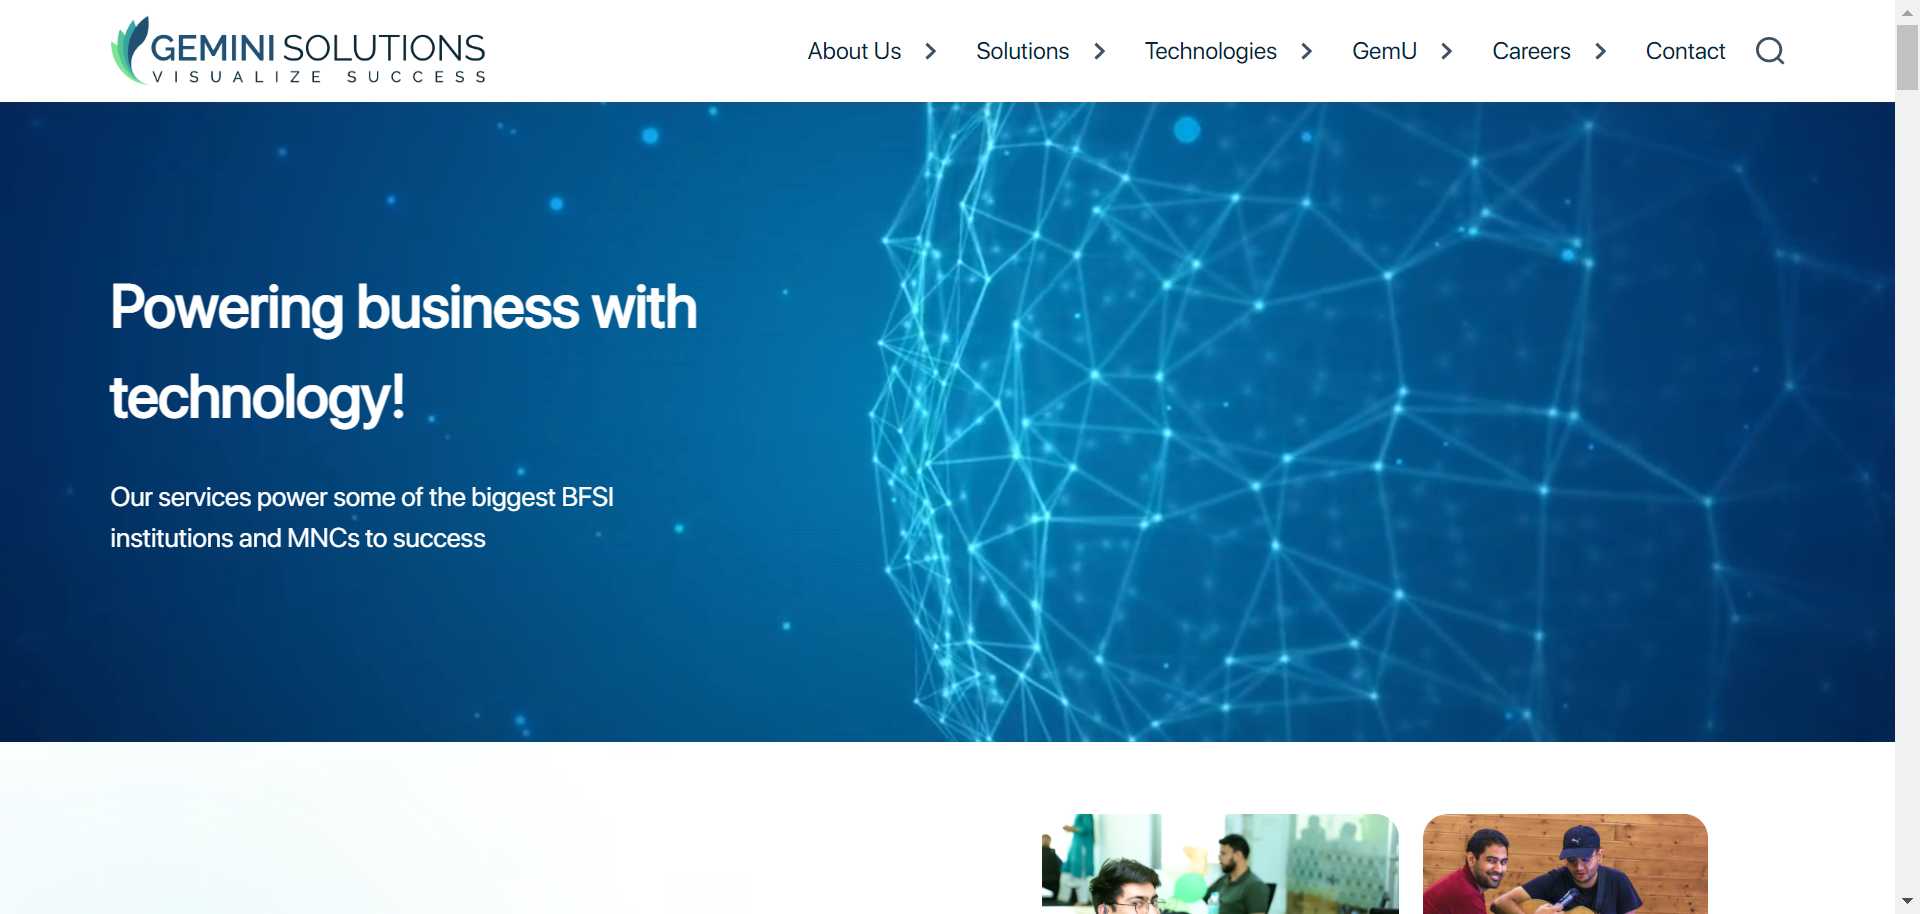 GEMINI SOLUTIONS
VISUALIZE SUCCESS
About Us
Solutions
Technologies
GemU
Careers
Contact
Powering business with
technology!
Our services power some of the biggest BFSI
institutions and MNCs to success